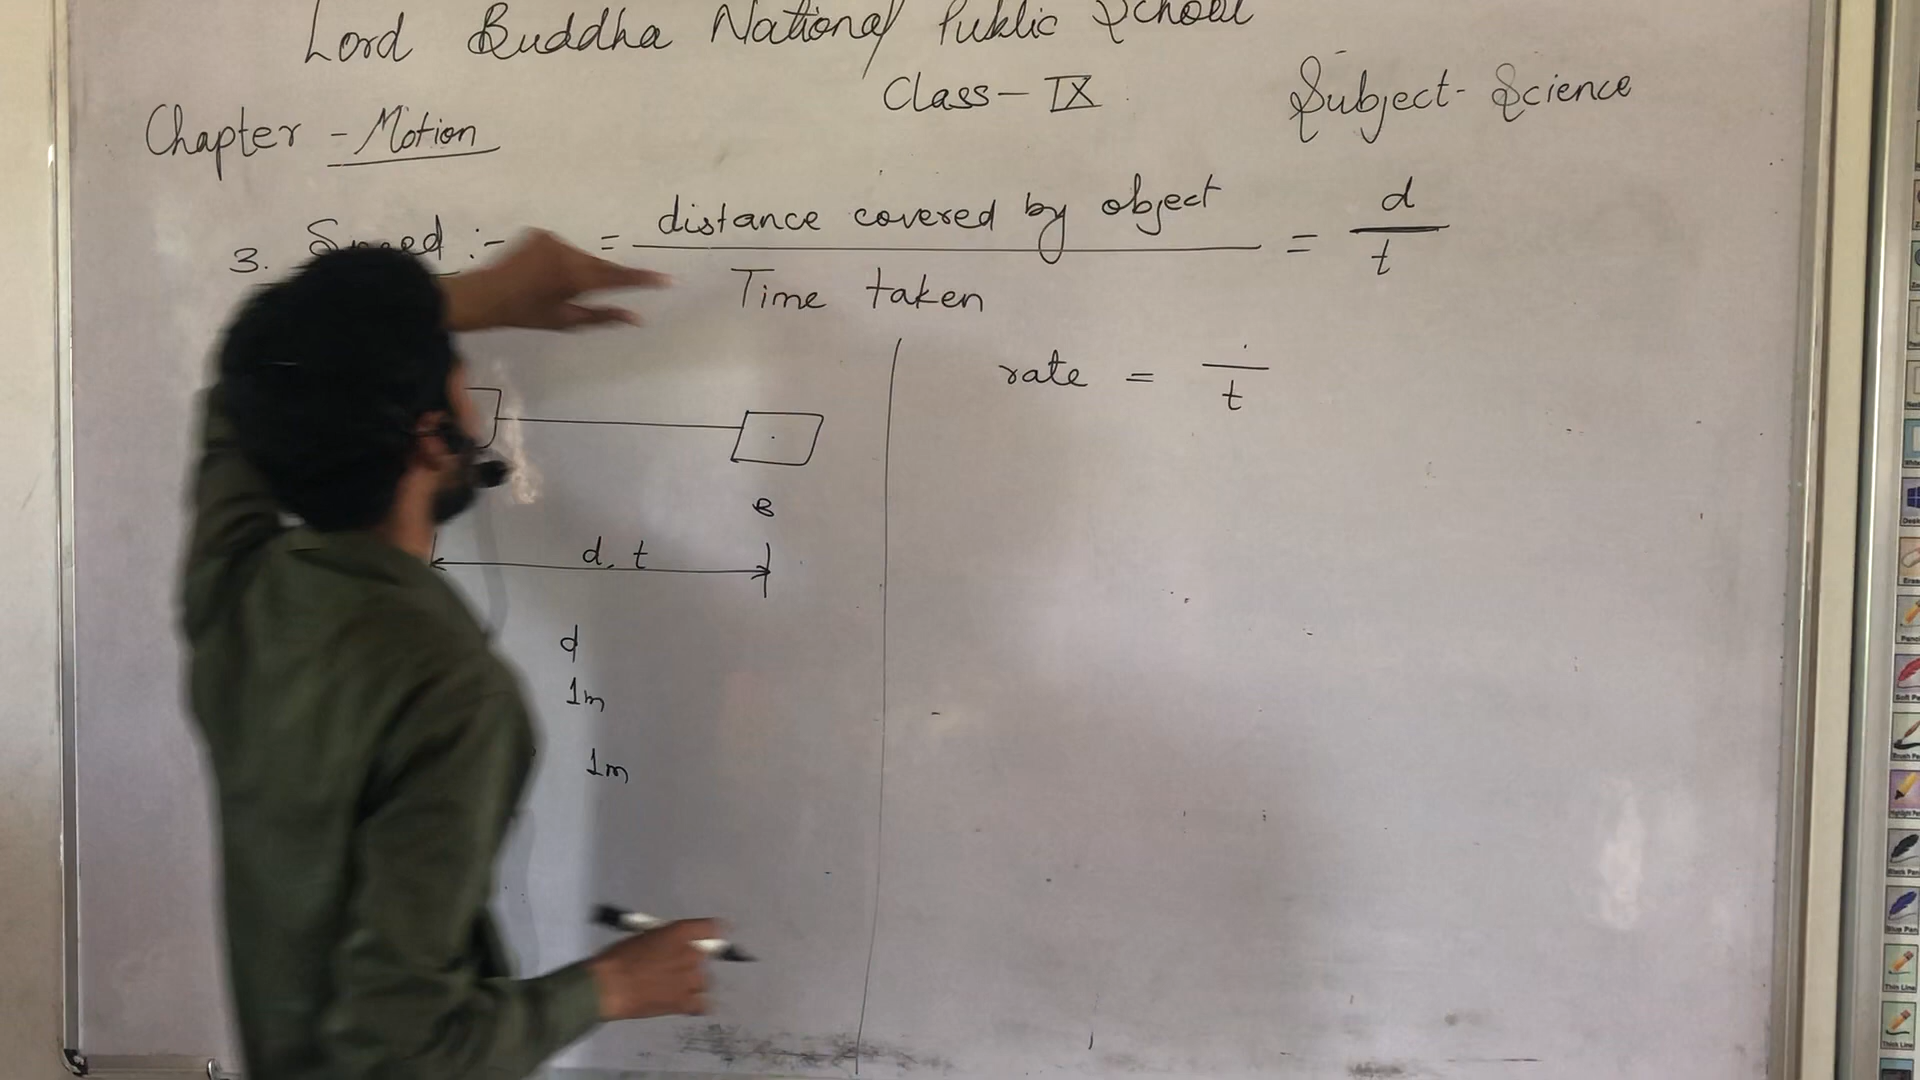 Lord Buddha National Public School
Class - IX
Subject - Science
Chapter - Motion
3. Speed :- = distance covered by object / Time taken = d / t
rate = / t
B
d, t
d
1m
1m